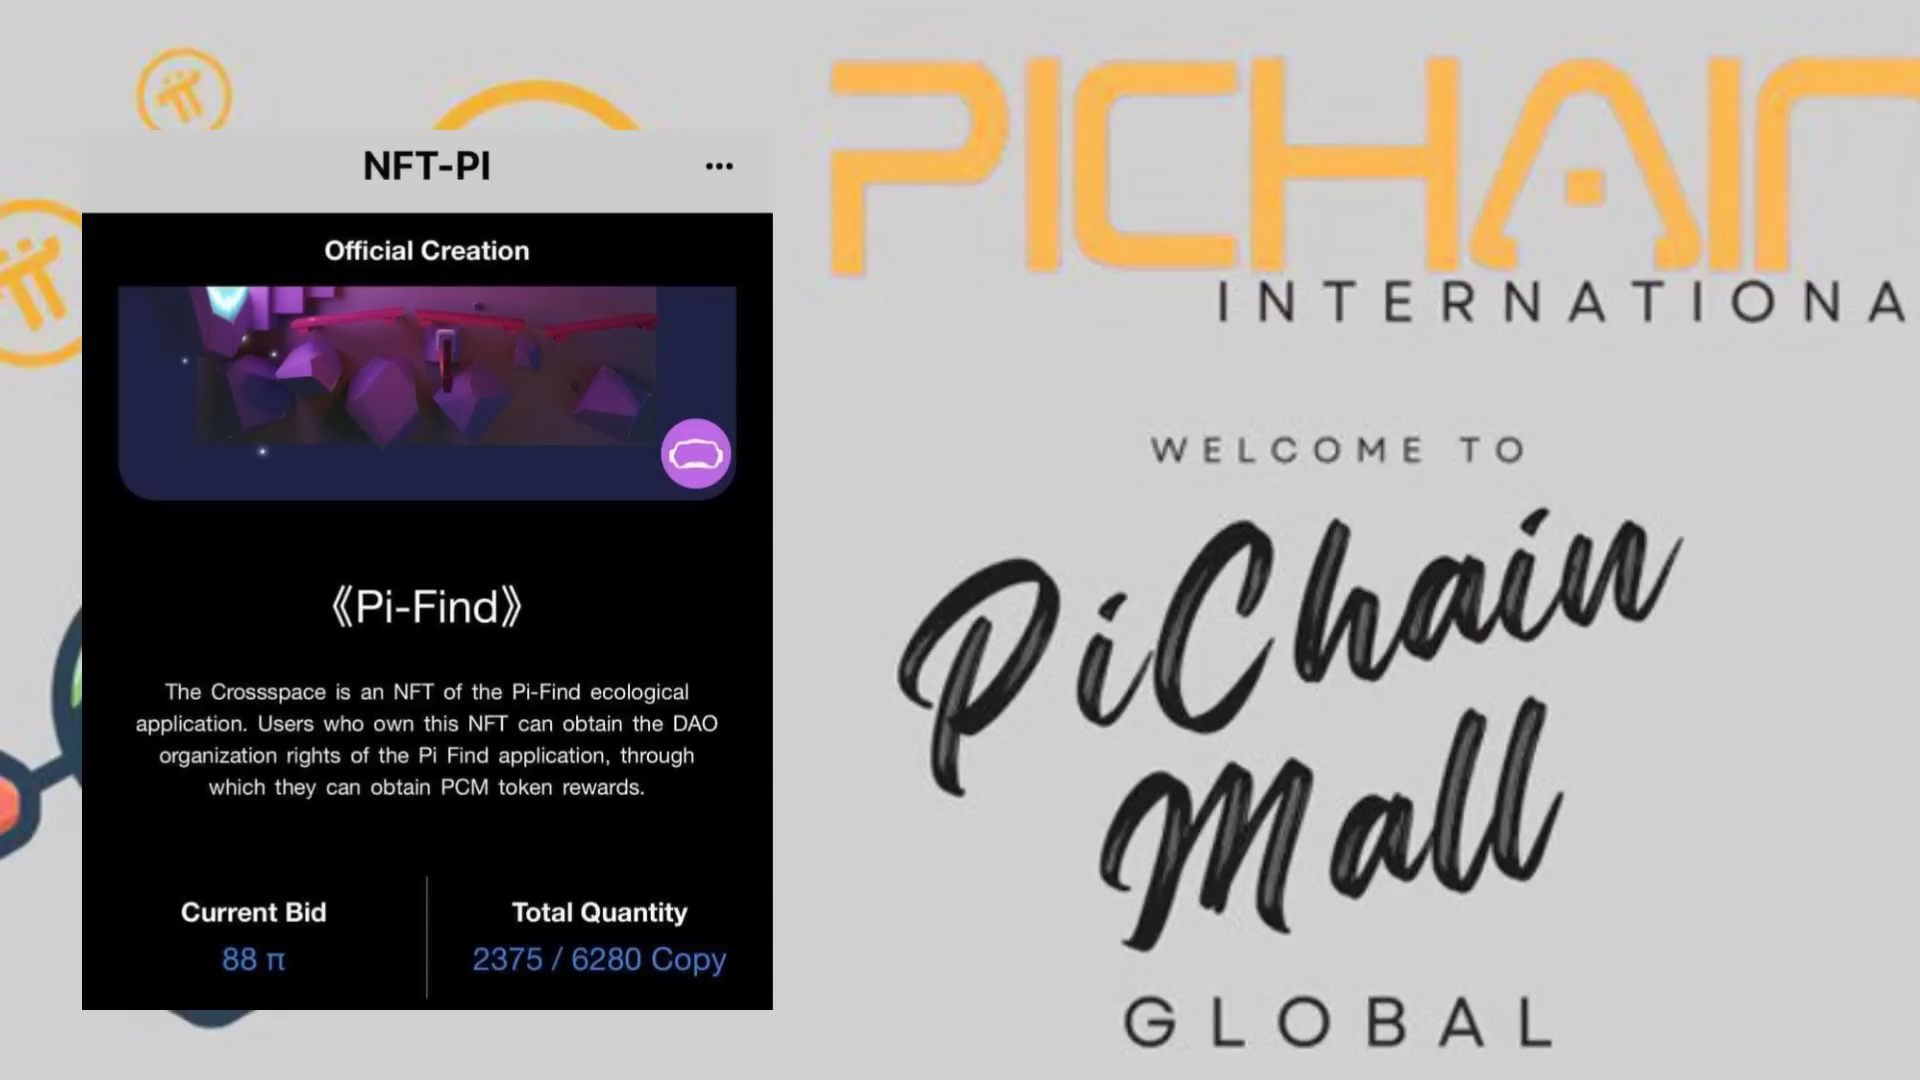 PICHAIN
INTERNATIONA
NFT-PI
Official Creation
《Pi-Find》
The Crossspace is an NFT of the Pi-Find ecological
application. Users who own this NFT can obtain the DAO
organization rights of the Pi Find application, through
which they can obtain PCM token rewards.
Current Bid
88 π
Total Quantity
2375 / 6280 Copy
WELCOME TO
PiChain
Mall
GLOBAL